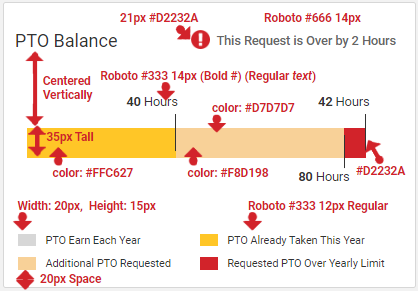 21px #D2232A
Roboto #666 14px
PTO Balance
! This Request is Over by 2 Hours
Centered
Vertically
Roboto #333 14px (Bold #) (Regular text)
40 Hours
color: #D7D7D7
42 Hours
35px Tall
color: #FFC627
color: #F8D198
80 Hours
#D2232A
Width: 20px, Height: 15px
Roboto #333 12px Regular
PTO Earn Each Year
PTO Already Taken This Year
Additional PTO Requested
Requested PTO Over Yearly Limit
20px Space